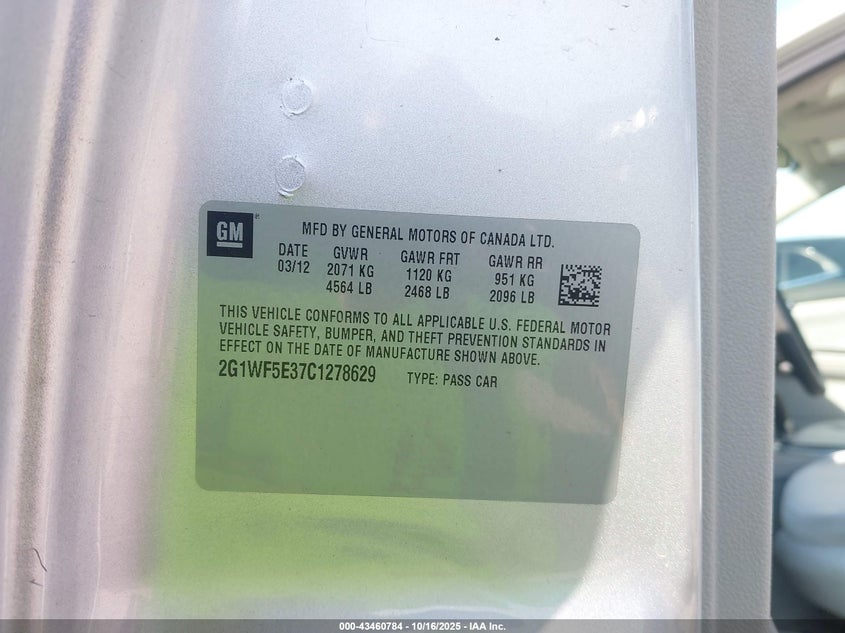 GM
MFD BY GENERAL MOTORS OF CANADA LTD.
DATE GVWR GAWR FRT GAWR RR
03/12 2071 KG 1120 KG 951 KG
4564 LB 2468 LB 2096 LB
THIS VEHICLE CONFORMS TO ALL APPLICABLE U.S. FEDERAL MOTOR
VEHICLE SAFETY, BUMPER, AND THEFT PREVENTION STANDARDS IN
EFFECT ON THE DATE OF MANUFACTURE SHOWN ABOVE.
2G1WF5E37C1278629 TYPE: PASS CAR
000-43460784 - 10/16/2025 - IAA Inc.